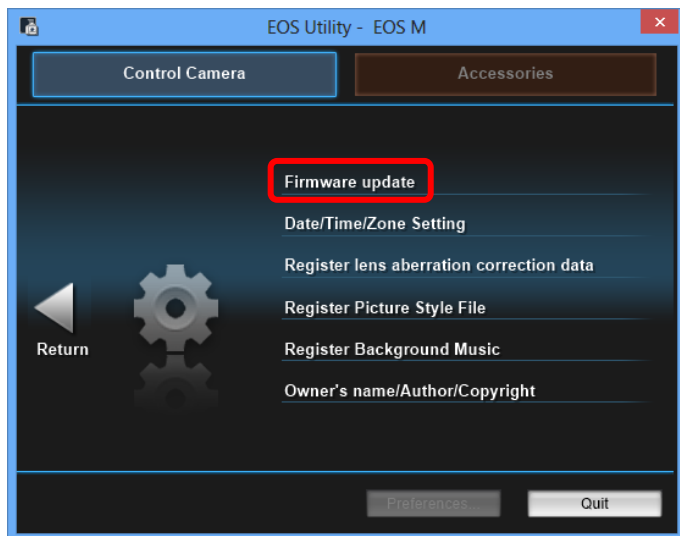 EOS Utility - EOS M
Control Camera
Accessories
Firmware update
Date/Time/Zone Setting
Register lens aberration correction data
Register Picture Style File
Return
Register Background Music
Owner's name/Author/Copyright
Preferences...
Quit